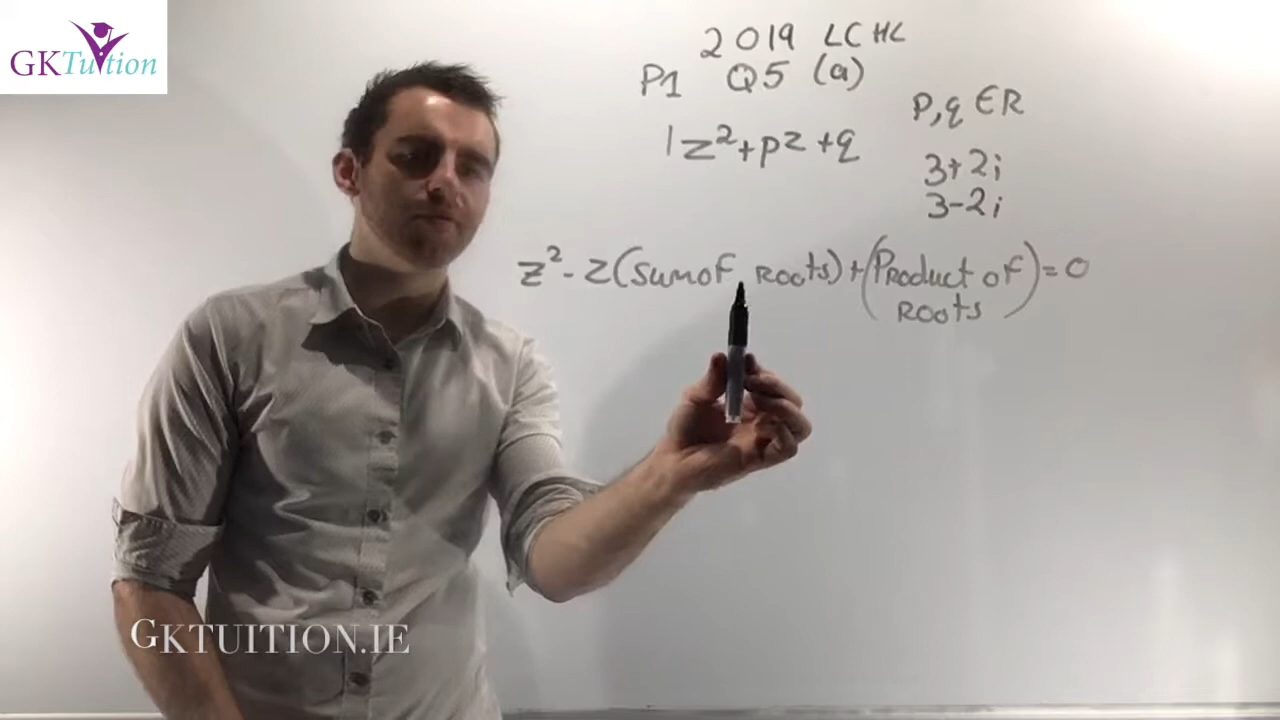 GKTuition
2019 LC HL
P1 Q5 (a)
p,q ∈ R
1z²+pz+q
3+2i
3-2i
z² - z(sum of roots) + (Product of roots) = 0
GKTUITION.IE